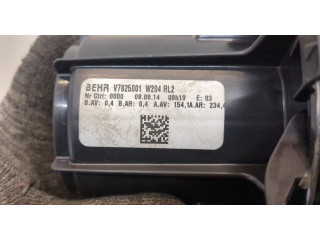 BEHR V7825001 W204 RL2
Nr Ctrl: 0000 08.08.14 08h19 E: 03
B.AV: 0,4 B.AR: 0,4 A.AV: 154,1A.AR: 234,